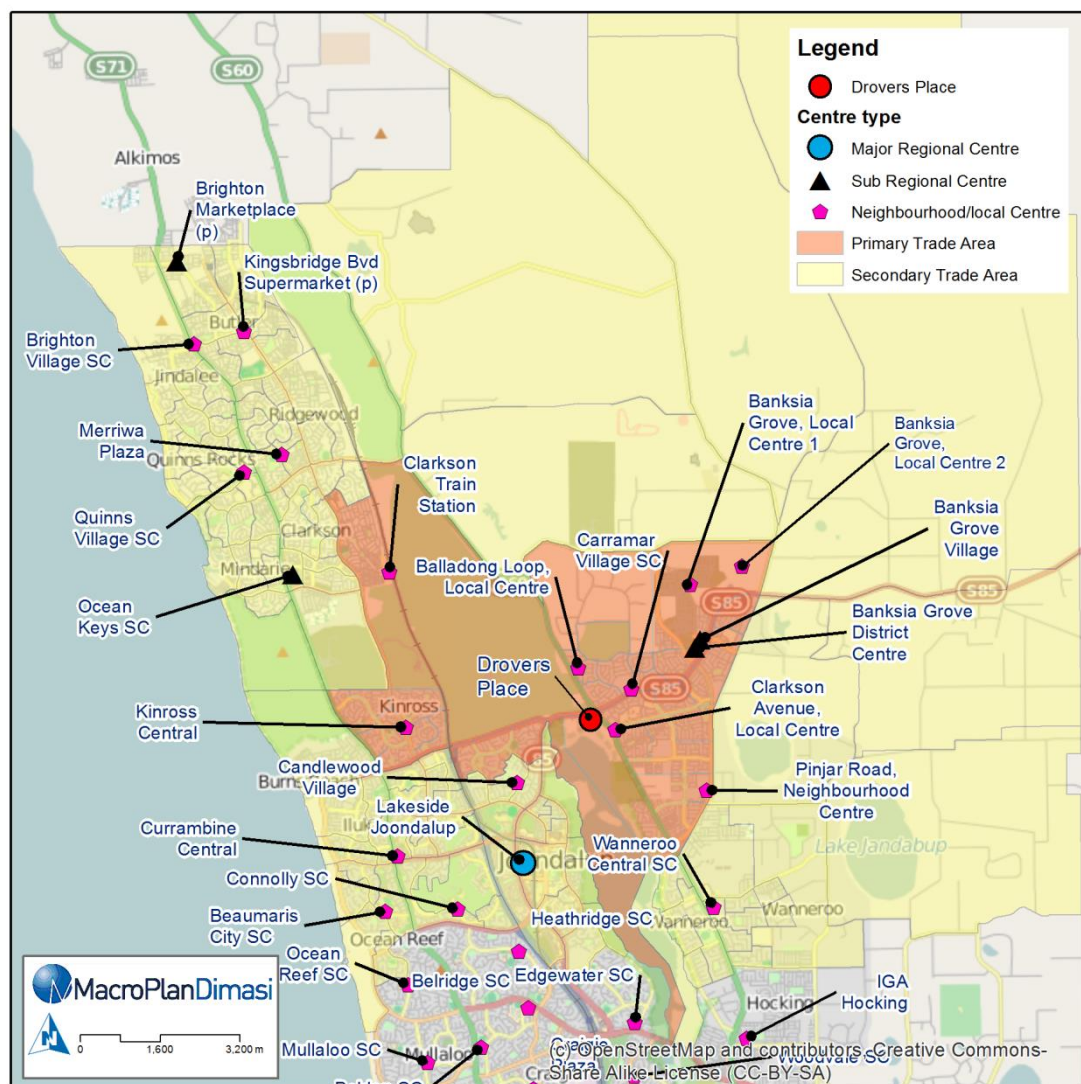 S71
S60
Alkimos
Legend
Drovers Place
Centre type
Major Regional Centre
Sub Regional Centre
Neighbourhood/local Centre
Primary Trade Area
Secondary Trade Area
Brighton
Marketplace
(p)
Kingsbridge Bvd
Supermarket (p)
Butler
Brighton
Village SC
Jindalee
Ridgewood
Merriwa
Plaza
Quinns Rocks
Clarkson
Train
Station
Banksia
Grove, Local
Centre 1
Banksia
Grove,
Local Centre 2
Quinns
Village SC
Clarkson
Mindarie
Carramar
Village SC
Banksia
Grove
Village
Balladong Loop,
Local Centre
S85
S85
Ocean
Keys SC
Banksia Grove
District
Centre
Drovers
Place
S85
Kinross
Kinross
Central
Clarkson
Avenue,
Local Centre
Candlewood
Village
Pinjar Road,
Neighbourhood
Centre
Lakeside
Joondalup
Currambine
Central
Lake Jandabup
Wanneroo
Central SC
Connolly SC
Joondalup
Beaumaris
City SC
Heathridge SC
Wanneroo
Wanneroo
Ocean Reef
Ocean
Reef SC
Belridge SC
Edgewater SC
IGA
Hocking
Hocking
MacroPlanDimasi
N
0
1,600
3,200 m
Mullaloo SC
Mullaloo
Plaza
Woodvale SC
(c) OpenStreetMap and contributors, Creative Commons-
Share Alike License (CC-BY-SA)